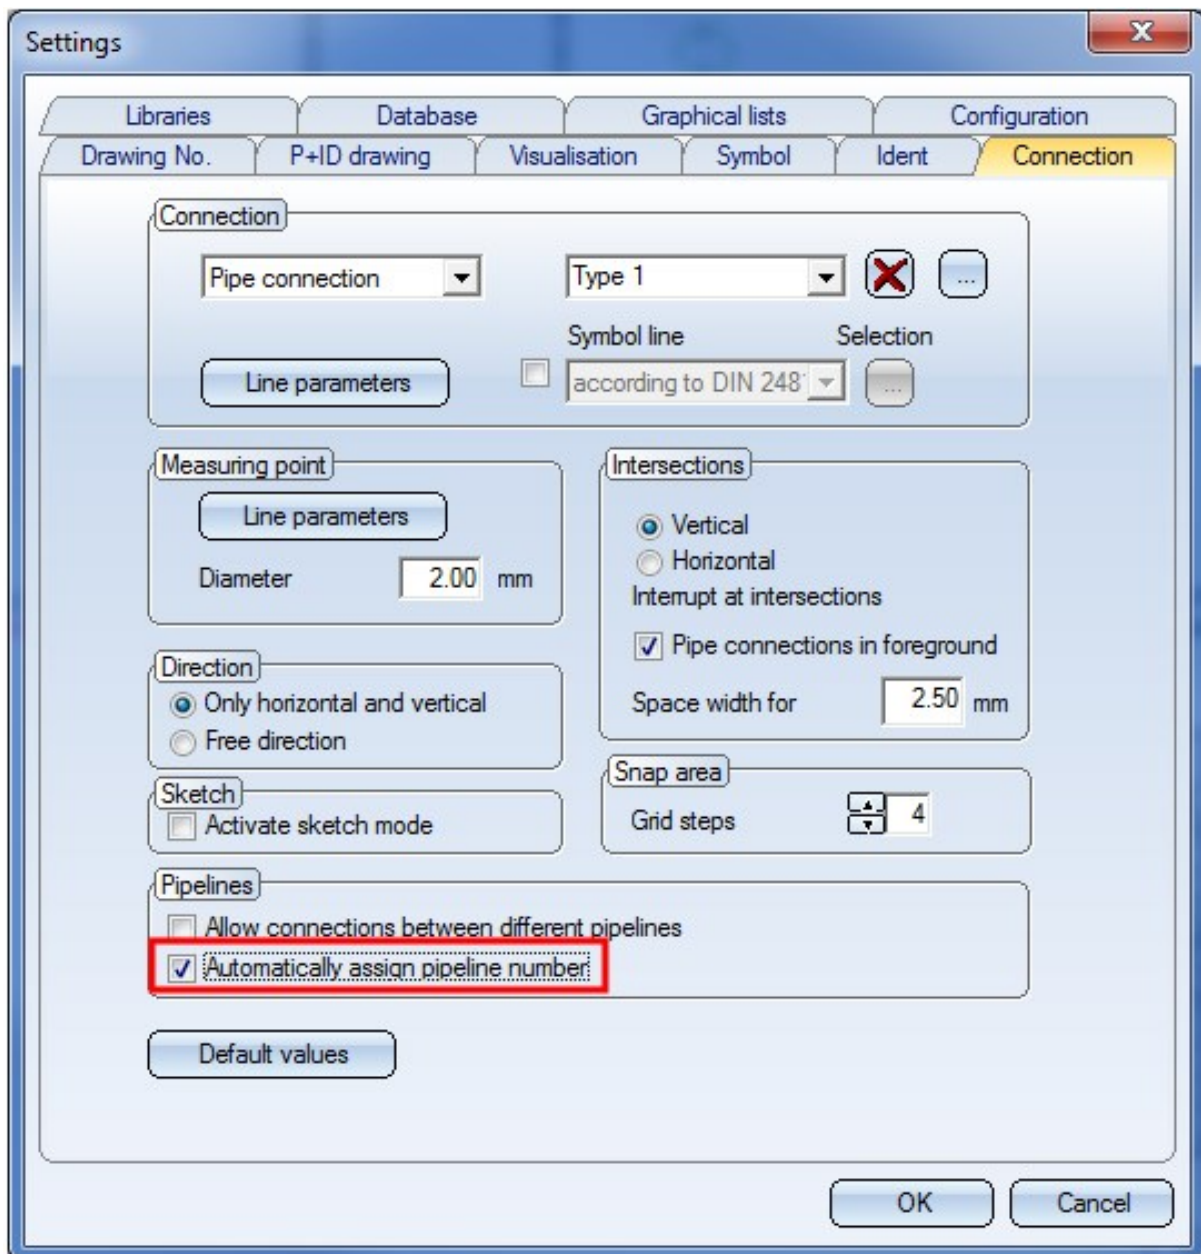 Settings
X
Libraries Database Graphical lists Configuration
Drawing No. P+ID drawing Visualisation Symbol Ident Connection
Connection
Pipe connection Type 1 ...
Symbol line Selection
Line parameters according to DIN 248 ...
Measuring point
Line parameters
Diameter 2.00 mm
Intersections
Vertical
Horizontal
Interrupt at intersections
Pipe connections in foreground
Space width for 2.50 mm
Direction
Only horizontal and vertical
Free direction
Snap area
Grid steps 4
Sketch
Activate sketch mode
Pipelines
Allow connections between different pipelines
Automatically assign pipeline number
Default values
OK Cancel